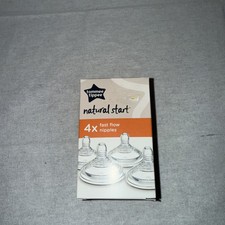 tommee
tippee
natural start
4x fast flow
nipples